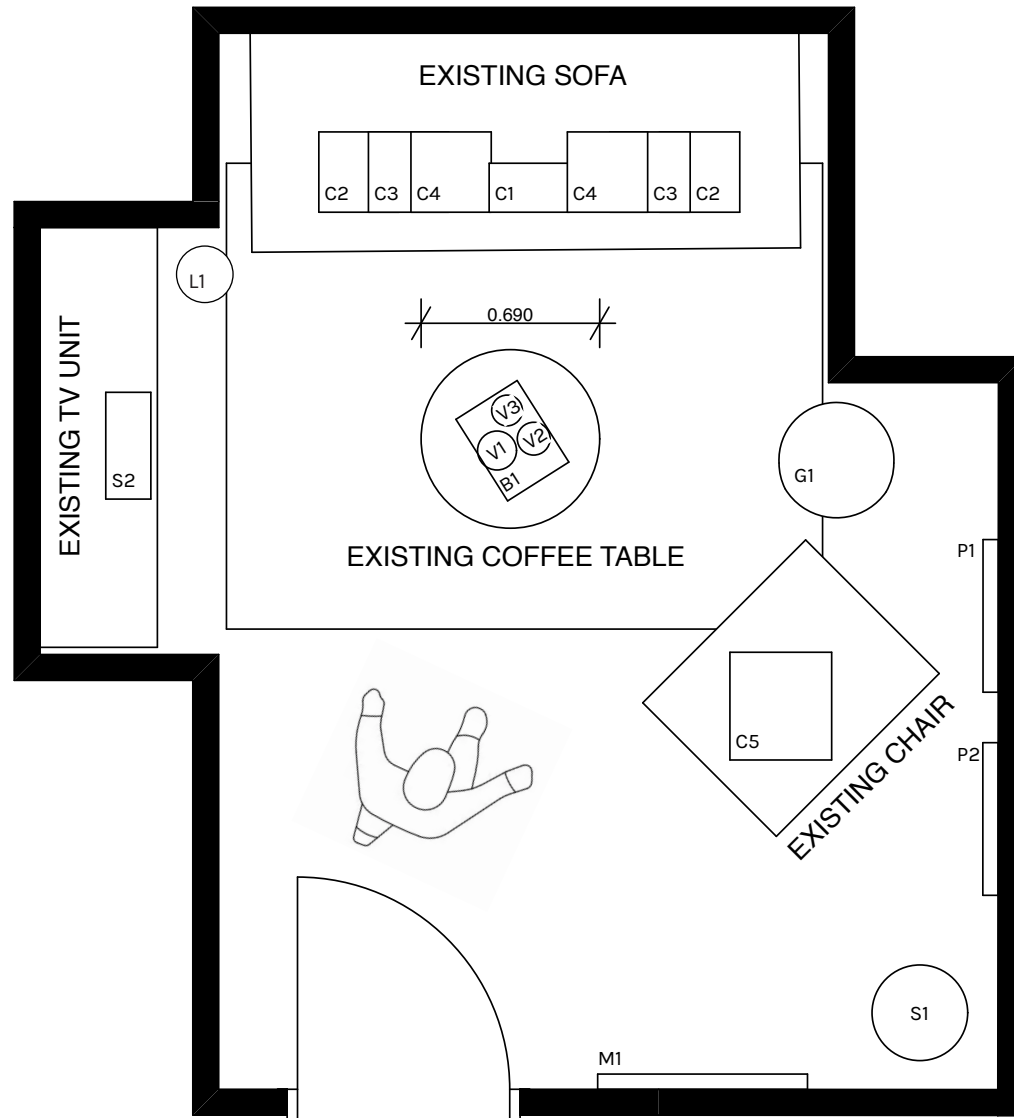 EXISTING SOFA
C2 C3 C4 C1 C4 C3 C2
L1
0.690
EXISTING TV UNIT
S2
V3
V1 V2
B1
G1
EXISTING COFFEE TABLE
P1
C5
P2
EXISTING CHAIR
S1
M1